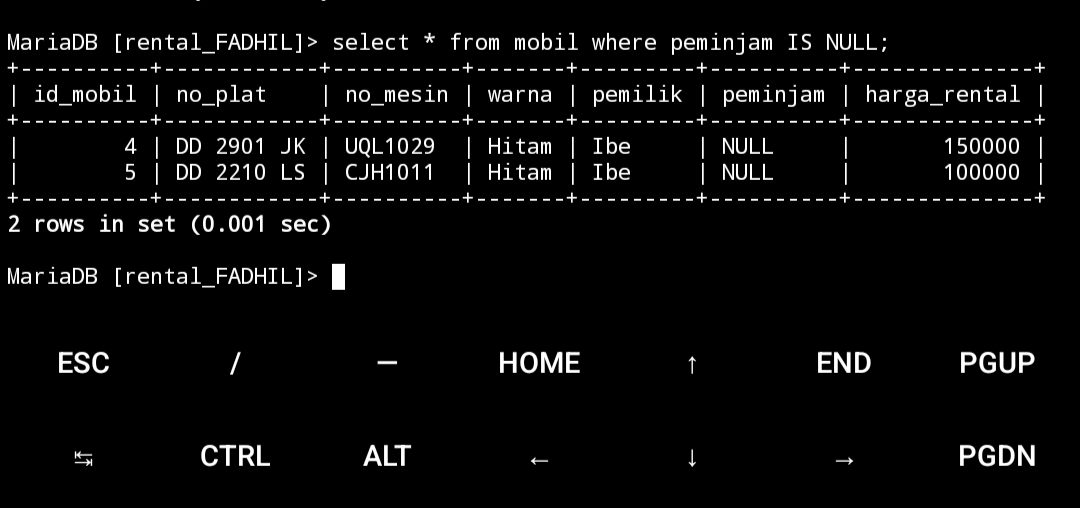 MariaDB [rental_FADHIL]> select * from mobil where peminjam IS NULL;
+----------+------------+----------+-------+---------+----------+--------------+
| id_mobil | no_plat    | no_mesin | warna | pemilik | peminjam | harga_rental |
+----------+------------+----------+-------+---------+----------+--------------+
|        4 | DD 2901 JK | UQL1029  | Hitam | Ibe     | NULL     |       150000 |
|        5 | DD 2210 LS | CJH1011  | Hitam | Ibe     | NULL     |       100000 |
+----------+------------+----------+-------+---------+----------+--------------+
2 rows in set (0.001 sec)
MariaDB [rental_FADHIL]>
ESC / — HOME ↑ END PGUP
↹ CTRL ALT ← ↓ → PGDN